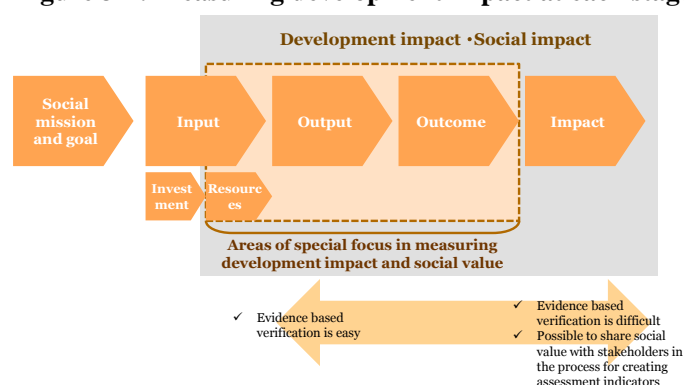 Development impact・Social impact
Social
mission
and goal
Input
Output
Outcome
Impact
Invest
ment
Resourc
es
Areas of special focus in measuring
development impact and social value
✓ Evidence based
verification is easy
✓ Evidence based
verification is difficult
✓ Possible to share social
value with stakeholders in
the process for creating
assessment indicators